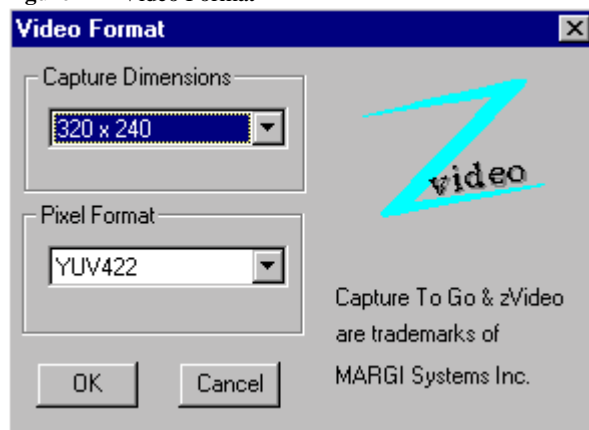 Video Format
Capture Dimensions
320 x 240
Pixel Format
YUV422
OK
Cancel
video
Capture To Go & zVideo
are trademarks of
MARGI Systems Inc.